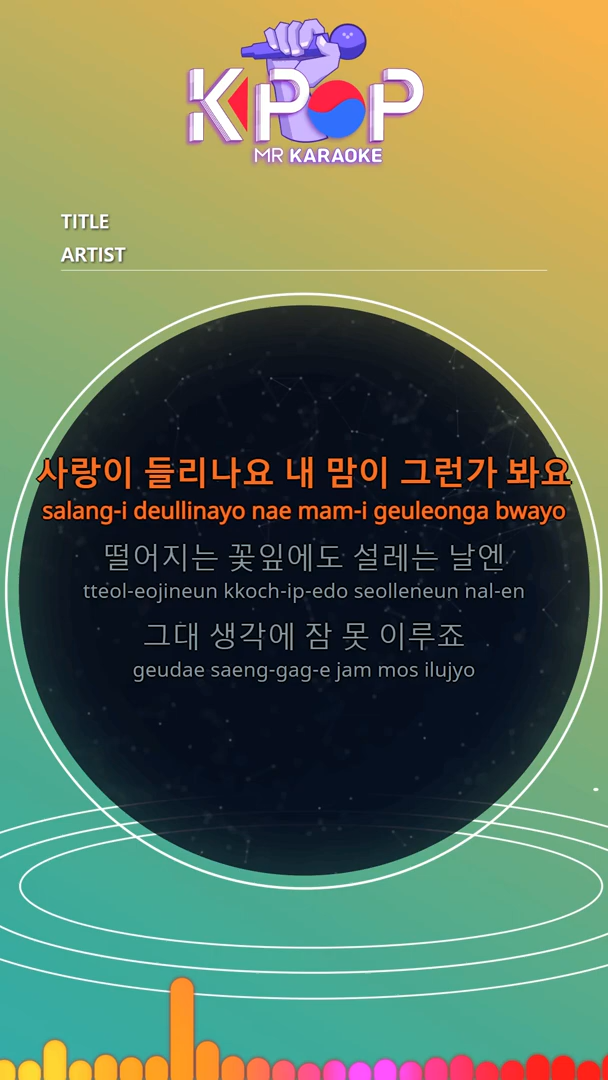 KPOP
MR KARAOKE
TITLE
ARTIST
사랑이 들리나요 내 맘이 그런가 봐요
salang-i deullinayo nae mam-i geuleonga bwayo
떨어지는 꽃잎에도 설레는 날엔
tteol-eojineun kkoch-ip-edo seolleneun nal-en
그대 생각에 잠 못 이루죠
geudae saeng-gag-e jam mos ilujyo